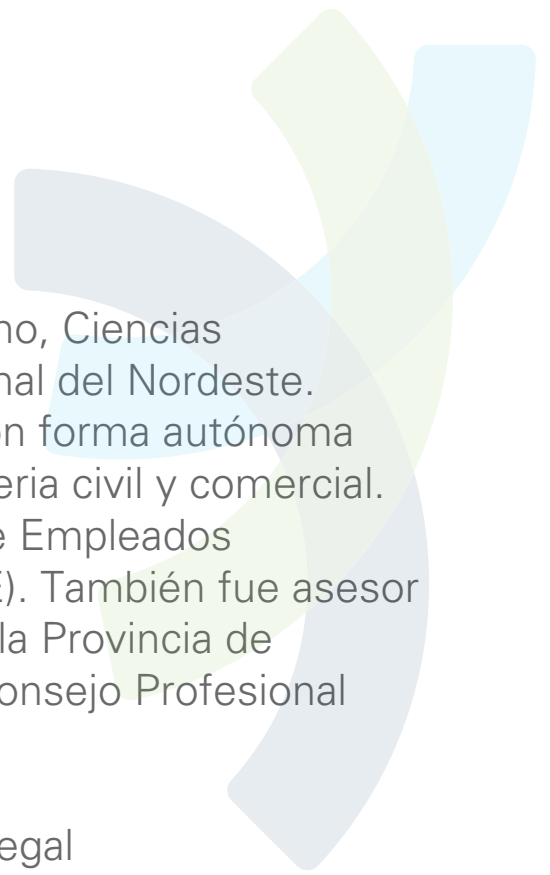 no, Ciencias
nal del Nordeste.
n forma autónoma
eria civil y comercial.
e Empleados
E). También fue asesor
la Provincia de
onsejo Profesional
egal